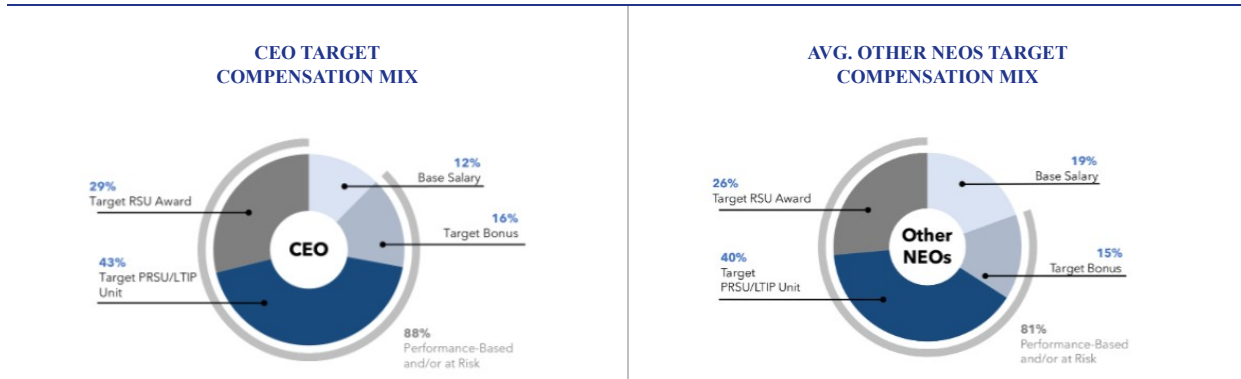 CEO TARGET
COMPENSATION MIX
29%
Target RSU Award
43%
Target PRSU/LTIP
Unit
CEO
12%
Base Salary
16%
Target Bonus
88%
Performance-Based
and/or at Risk
AVG. OTHER NEOS TARGET
COMPENSATION MIX
26%
Target RSU Award
40%
Target
PRSU/LTIP Unit
Other
NEOs
19%
Base Salary
15%
Target Bonus
81%
Performance-Based
and/or at Risk